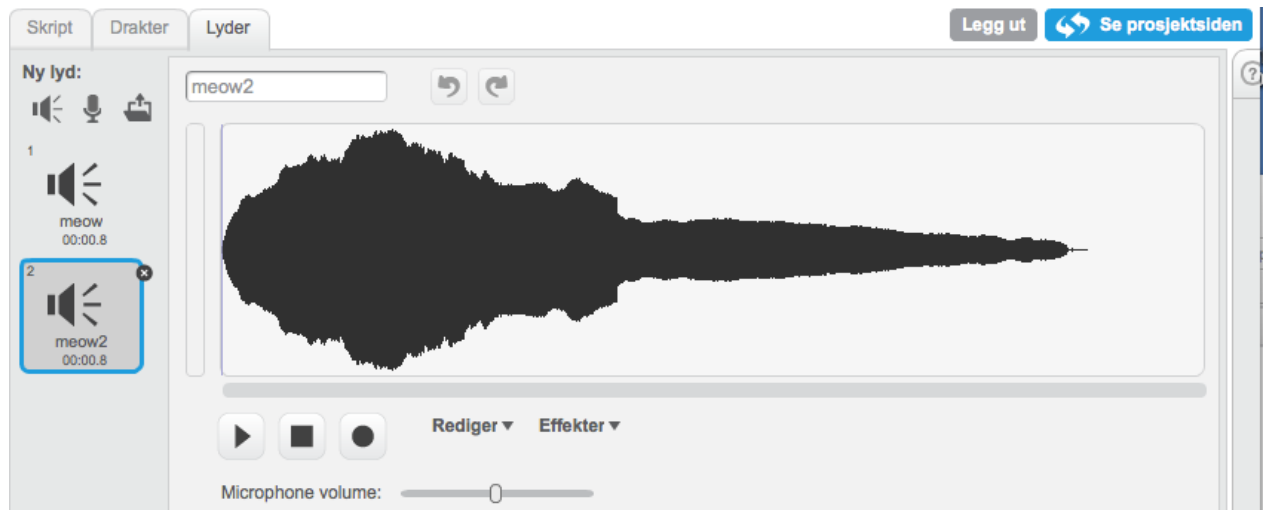 Skript Drakter Lyder Legg ut Se prosjektsiden
Ny lyd:
meow2
?
1
meow
00:00.8
2
meow2
00:00.8
Rediger ▾ Effekter ▾
Microphone volume: